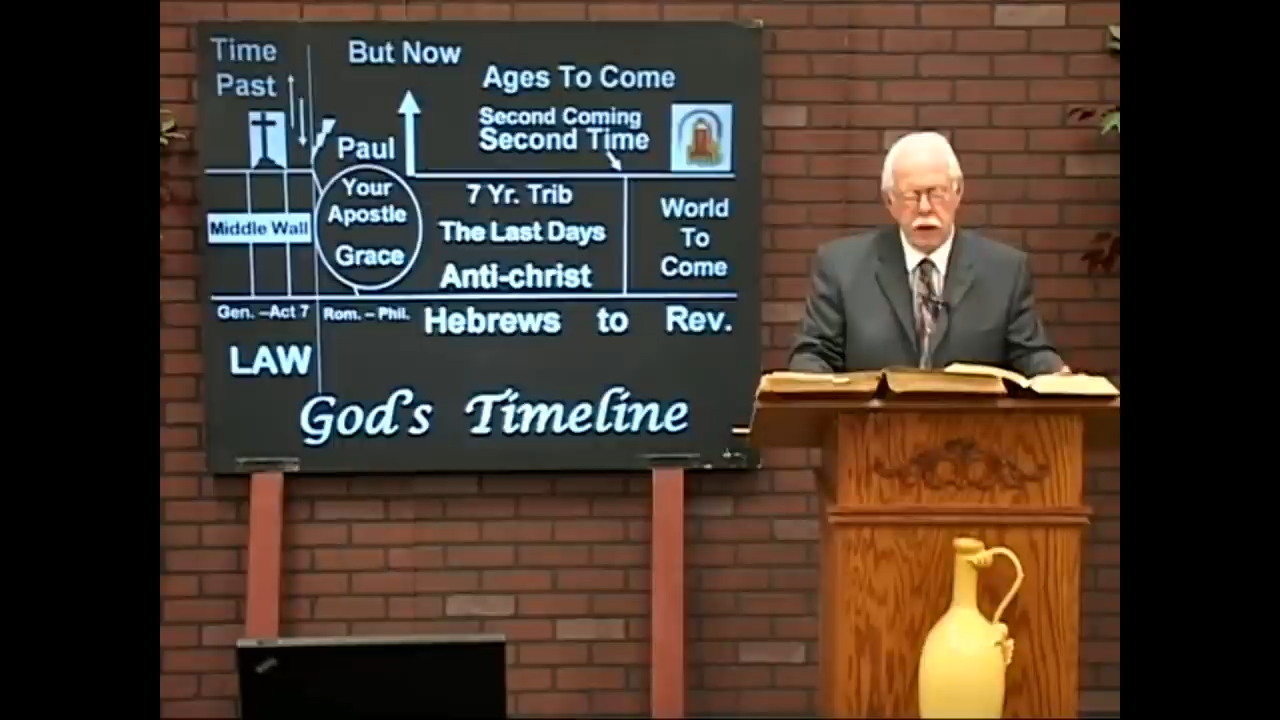 Time
Past
But Now
Ages To Come
Second Coming
Second Time
Paul
Your
Apostle
Grace
Middle Wall
7 Yr. Trib
The Last Days
Anti-christ
World
To
Come
Gen. –Act 7
Rom. – Phil.
Hebrews to Rev.
LAW
God's Timeline